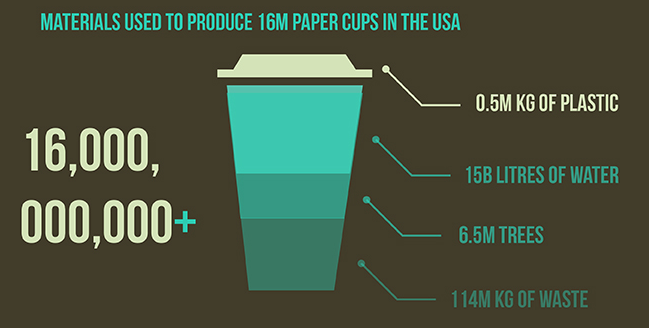 MATERIALS USED TO PRODUCE 16M PAPER CUPS IN THE USA
16,000,
000,000+
0.5M KG OF PLASTIC
15B LITRES OF WATER
6.5M TREES
114M KG OF WASTE